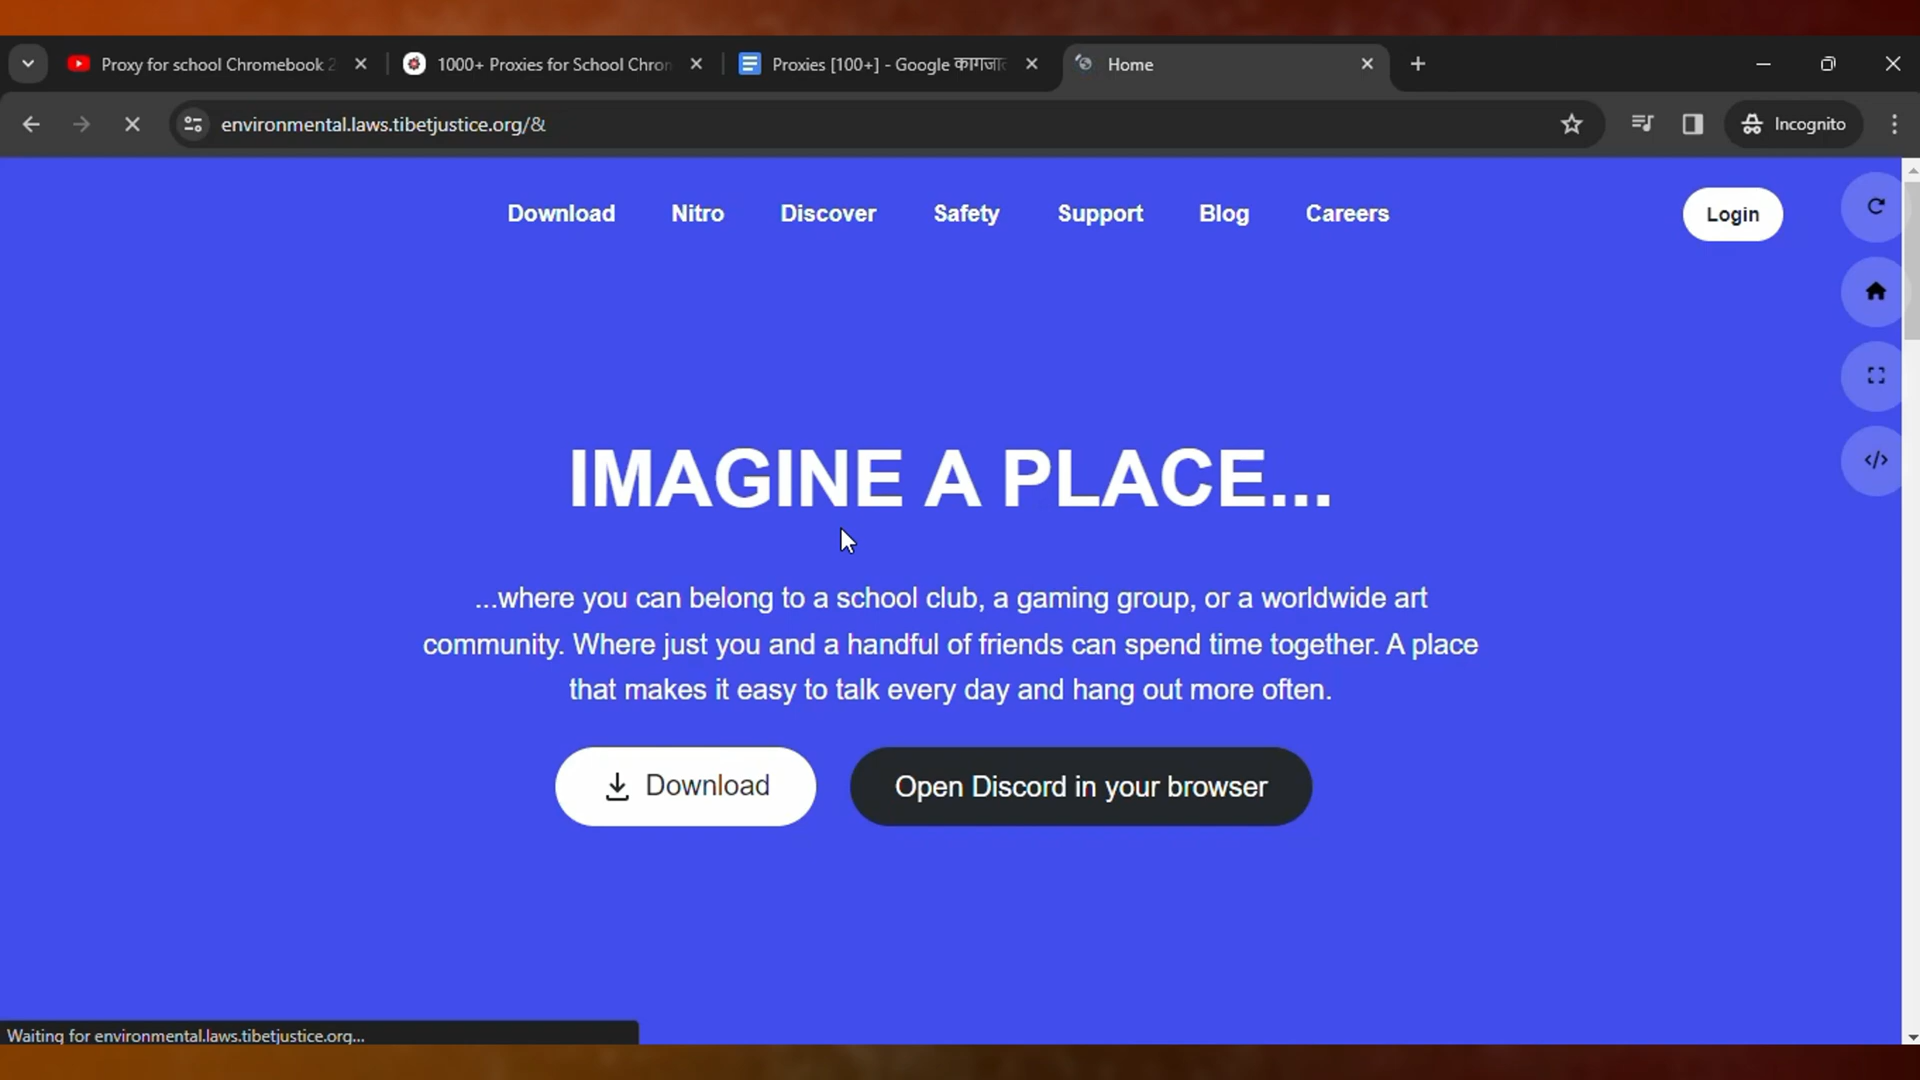 Proxy for school Chromebook 2
1000+ Proxies for School Chron
Proxies [100+] - Google कागजात
Home
environmental.laws.tibetjustice.org/&
Incognito
Download Nitro Discover Safety Support Blog Careers
Login
IMAGINE A PLACE...
...where you can belong to a school club, a gaming group, or a worldwide art
community. Where just you and a handful of friends can spend time together. A place
that makes it easy to talk every day and hang out more often.
Download
Open Discord in your browser
Waiting for environmental.laws.tibetjustice.org...